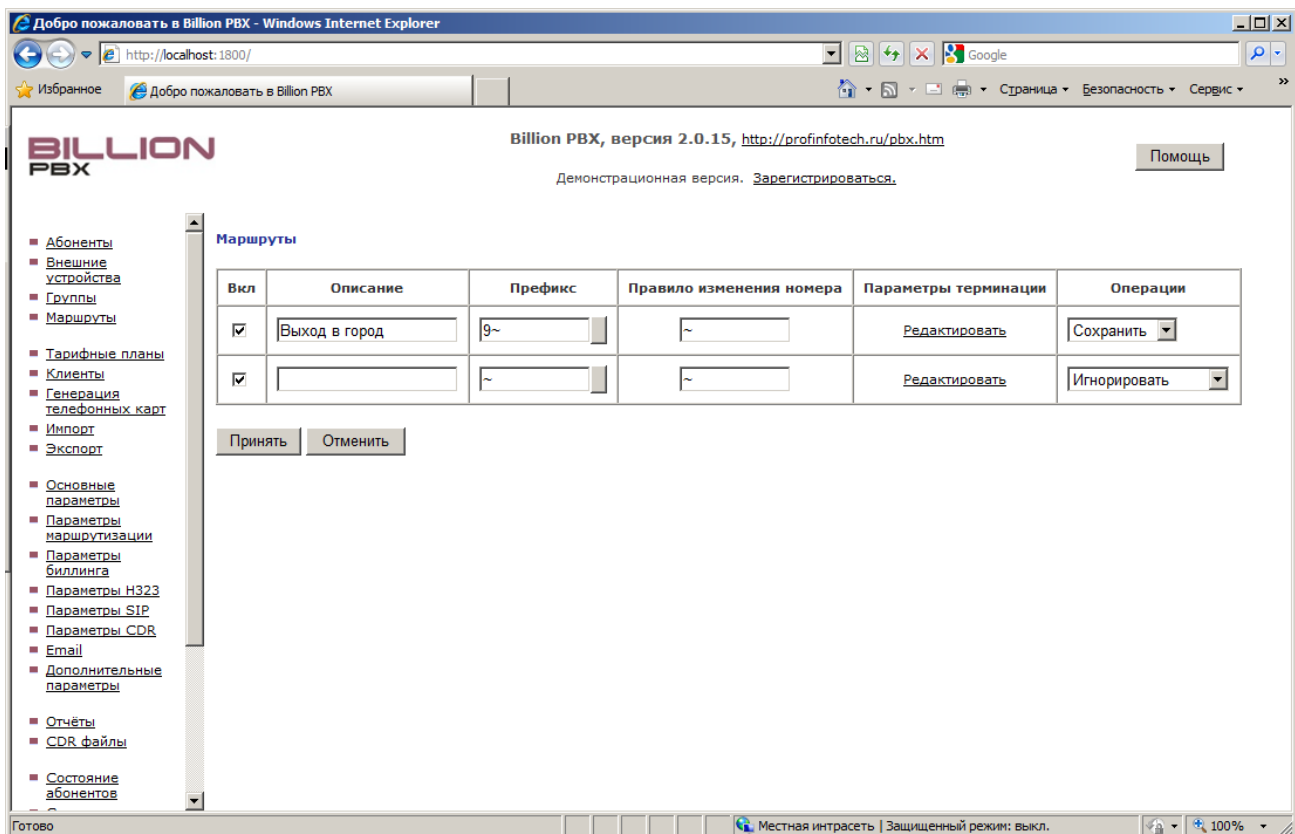 Добро пожаловать в Billion PBX - Windows Internet Explorer
http://localhost:1800/
Google
Избранное
Добро пожаловать в Billion PBX
Страница
Безопасность
Сервис
»
BILLION
PBX
Billion PBX, версия 2.0.15, http://profinfotech.ru/pbx.htm
Демонстрационная версия. Зарегистрироваться.
Помощь
Абоненты
Внешние
устройства
Группы
Маршруты
Тарифные планы
Клиенты
Генерация
телефонных карт
Импорт
Экспорт
Основные
параметры
Параметры
маршрутизации
Параметры
биллинга
Параметры H323
Параметры SIP
Параметры CDR
Email
Дополнительные
параметры
Отчёты
CDR файлы
Состояние
абонентов
Маршруты
Вкл Описание Префикс Правило изменения номера Параметры терминации Операции
Выход в город 9~ ~ Редактировать Сохранить
~ ~ Редактировать Игнорировать
Принять Отменить
Готово
Местная интрасеть | Защищенный режим: выкл.
100%